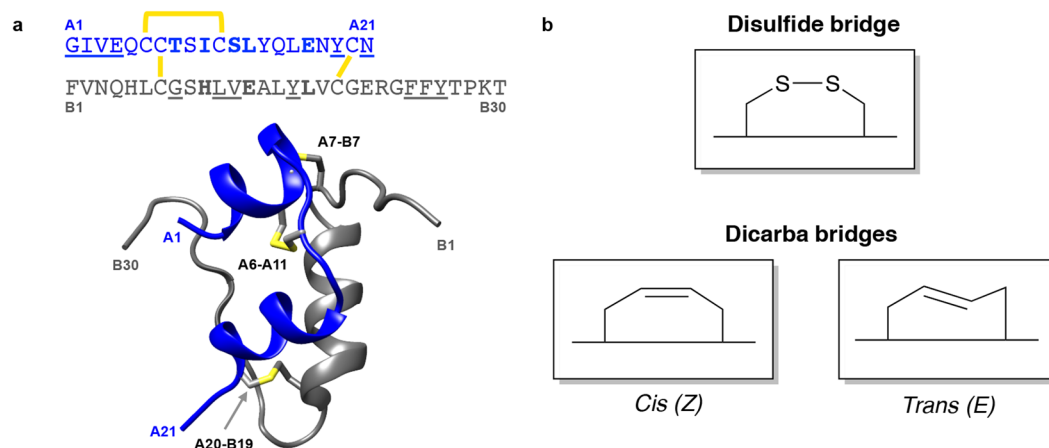 a
A1 A21
GIVEQCCTSICSLYQLENYCN
FVNQHLCGSHLVEALYLVCGERGFFYTPKT
B1 B30
A7-B7
A1
B1
B30
A6-A11
A21
A20-B19
b
Disulfide bridge
S S
Dicarba bridges
Cis (Z) Trans (E)